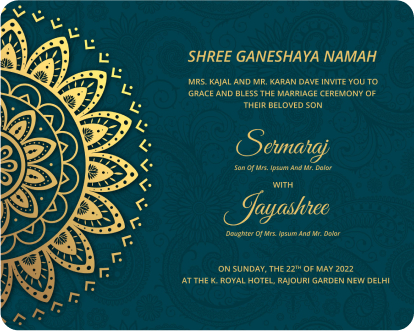 SHREE GANESHAYA NAMAH
MRS. KAJAL AND MR. KARAN DAVE INVITE YOU TO
GRACE AND BLESS THE MARRIAGE CEREMONY OF
THEIR BELOVED SON
Sermaraj
Son Of Mrs. Ipsum And Mr. Dolor
WITH
Jayashree
Daughter Of Mrs. Ipsum And Mr. Dolor
ON SUNDAY, THE 22TH OF MAY 2022
AT THE K. ROYAL HOTEL, RAJOURI GARDEN NEW DELHI